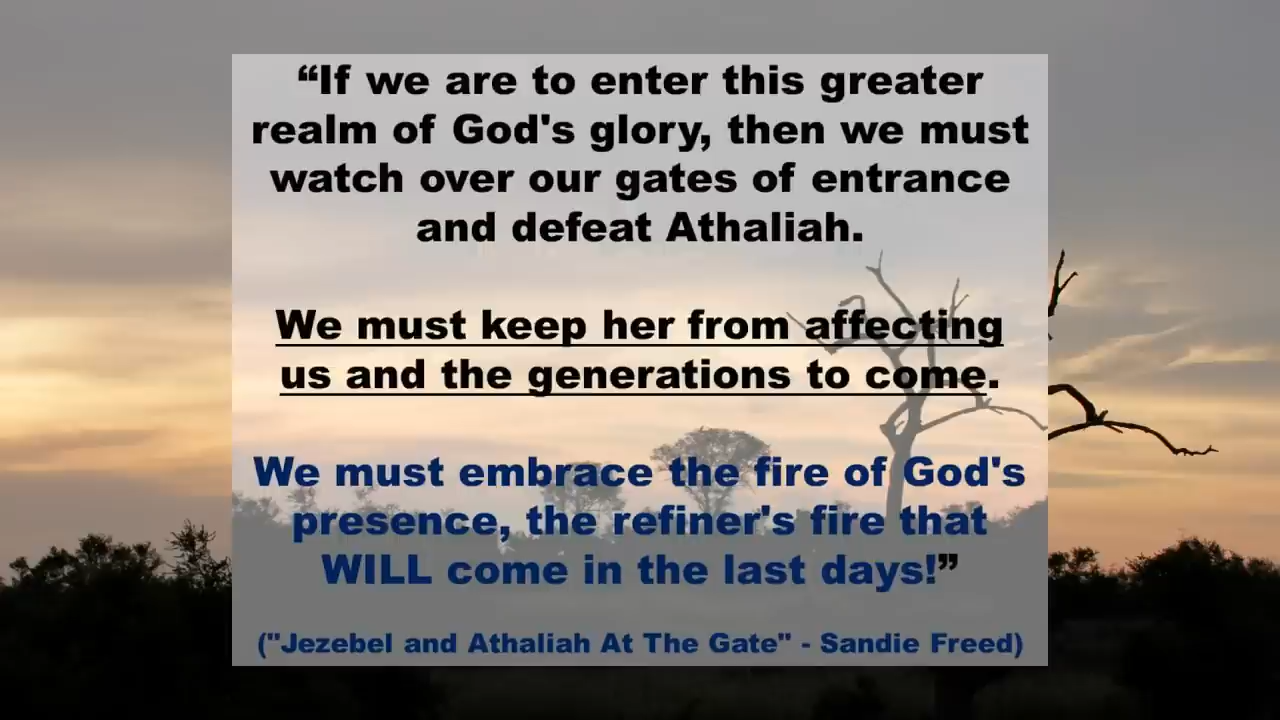 “If we are to enter this greater
realm of God's glory, then we must
watch over our gates of entrance
and defeat Athaliah.
We must keep her from affecting
us and the generations to come.
We must embrace the fire of God's
presence, the refiner's fire that
WILL come in the last days!”
("Jezebel and Athaliah At The Gate" - Sandie Freed)